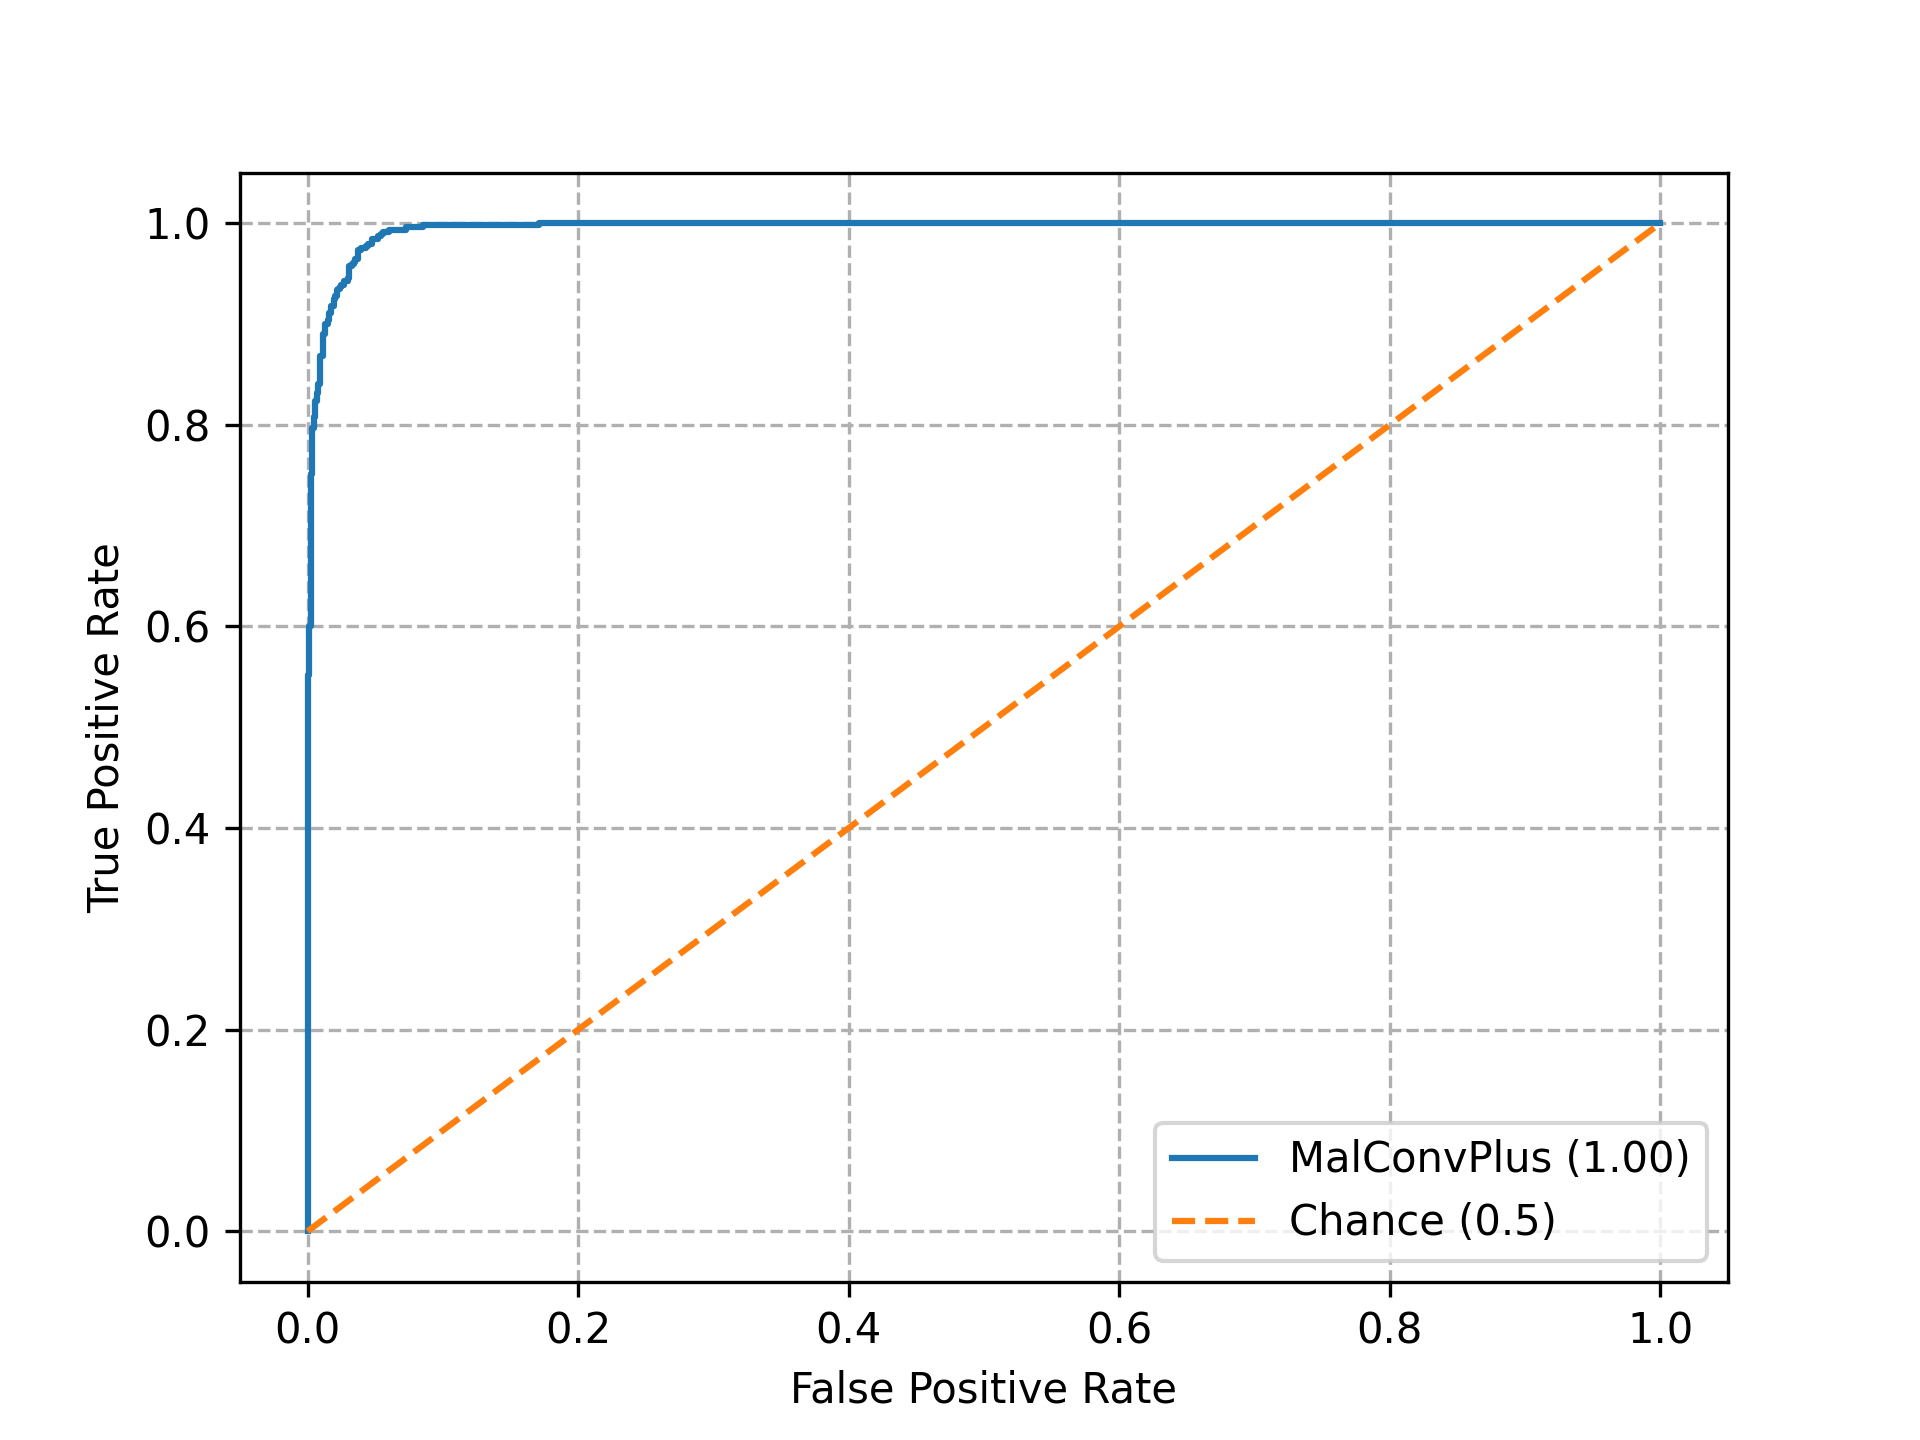 1.0
0.8
0.6
0.4
0.2
0.0
True Positive Rate
0.0 0.2 0.4 0.6 0.8 1.0
False Positive Rate
MalConvPlus (1.00)
Chance (0.5)